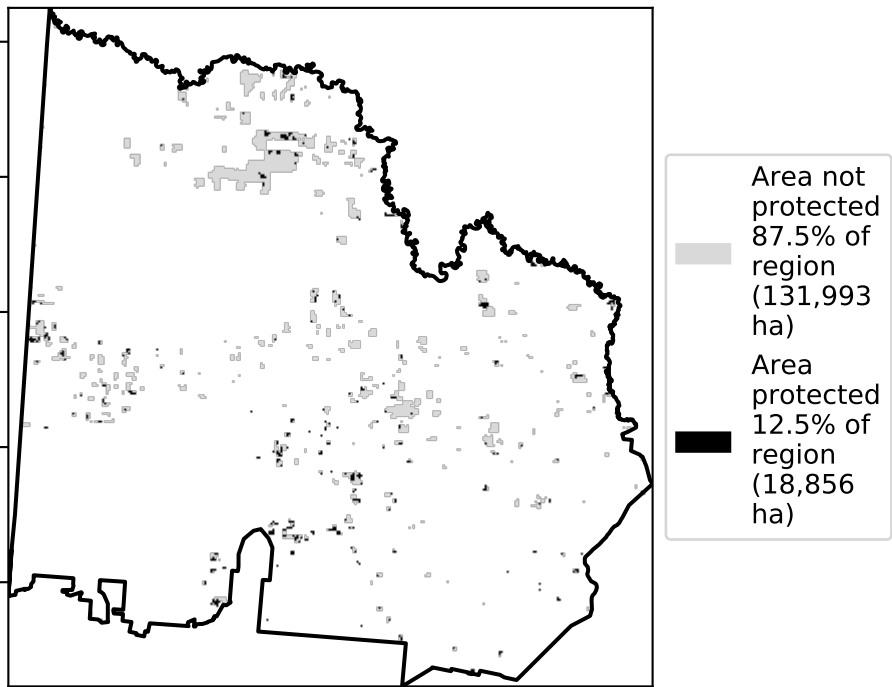 Area not
protected
87.5% of
region
(131,993
ha)
Area
protected
12.5% of
region
(18,856
ha)